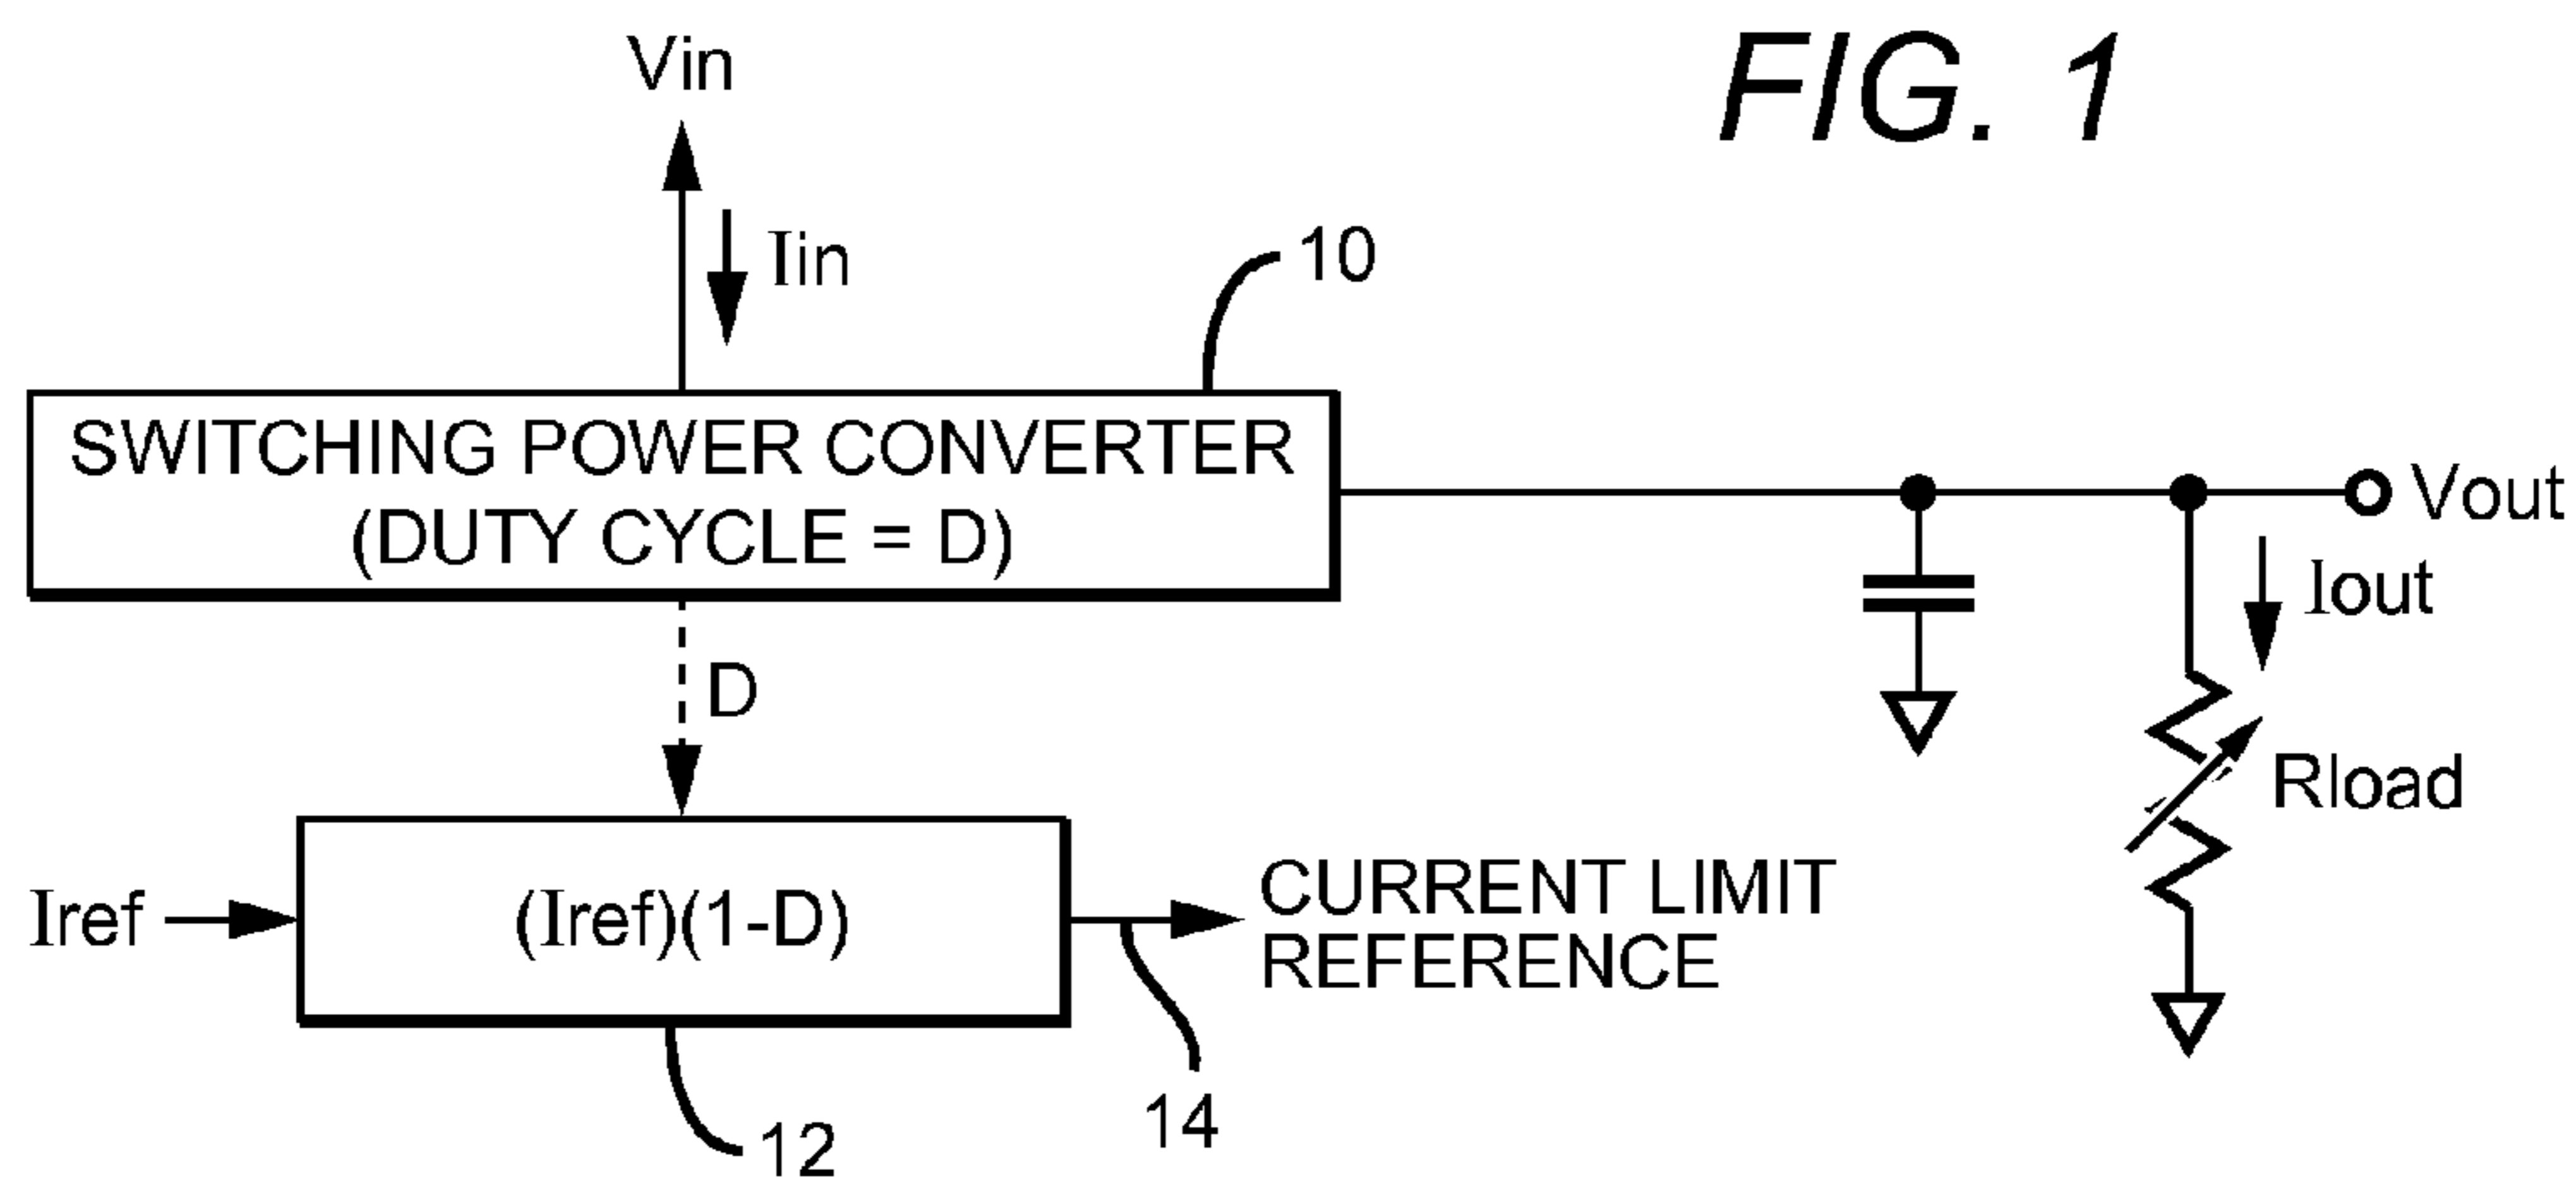 FIG. 1
Vin
Iin
10
SWITCHING POWER CONVERTER
(DUTY CYCLE = D)
Vout
Iout
D
Rload
Iref
(Iref)(1-D)
CURRENT LIMIT
REFERENCE
14
12